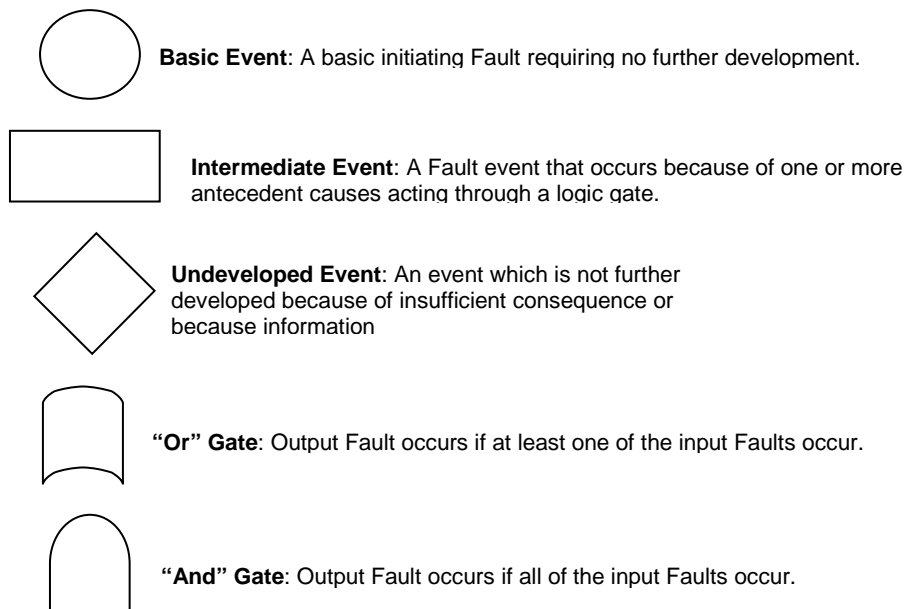 Basic Event: A basic initiating Fault requiring no further development.
Intermediate Event: A Fault event that occurs because of one or more
antecedent causes acting through a logic gate.
Undeveloped Event: An event which is not further
developed because of insufficient consequence or
because information
“Or” Gate: Output Fault occurs if at least one of the input Faults occur.
“And” Gate: Output Fault occurs if all of the input Faults occur.